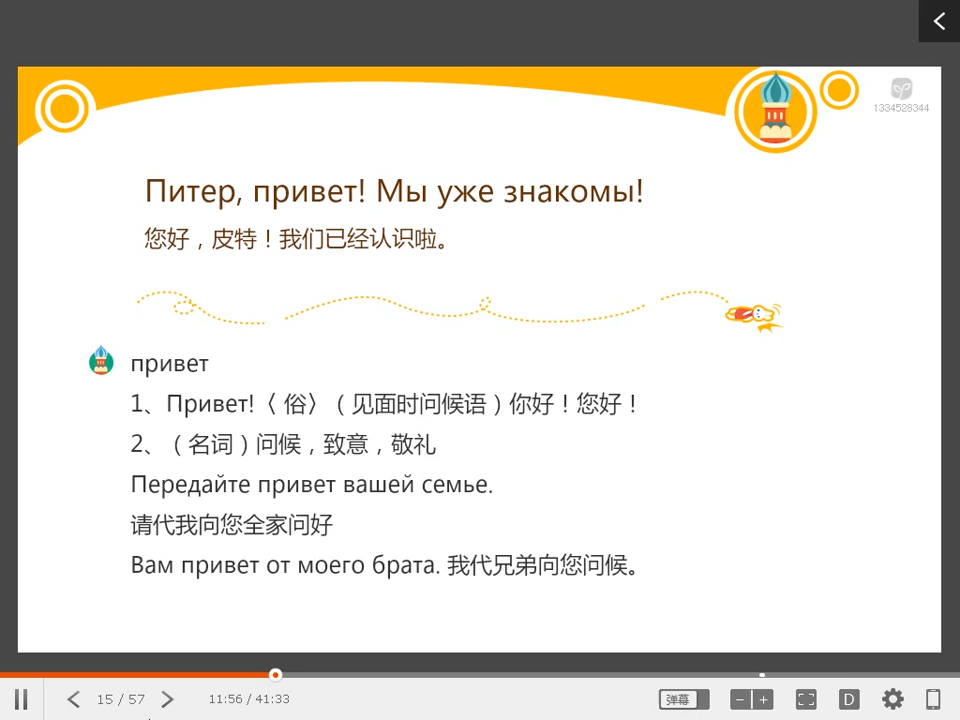 1334528344
Питер, привет! Мы уже знакомы!
您好，皮特！我们已经认识啦。
привет
1、Привет!〈 俗〉（见面时问候语）你好！您好！
2、（名词）问候，致意，敬礼
Передайте привет вашей семье.
请代我向您全家问好
Вам привет от моего брата. 我代兄弟向您问候。
15 / 57 11:56 / 41:33 弹幕 D